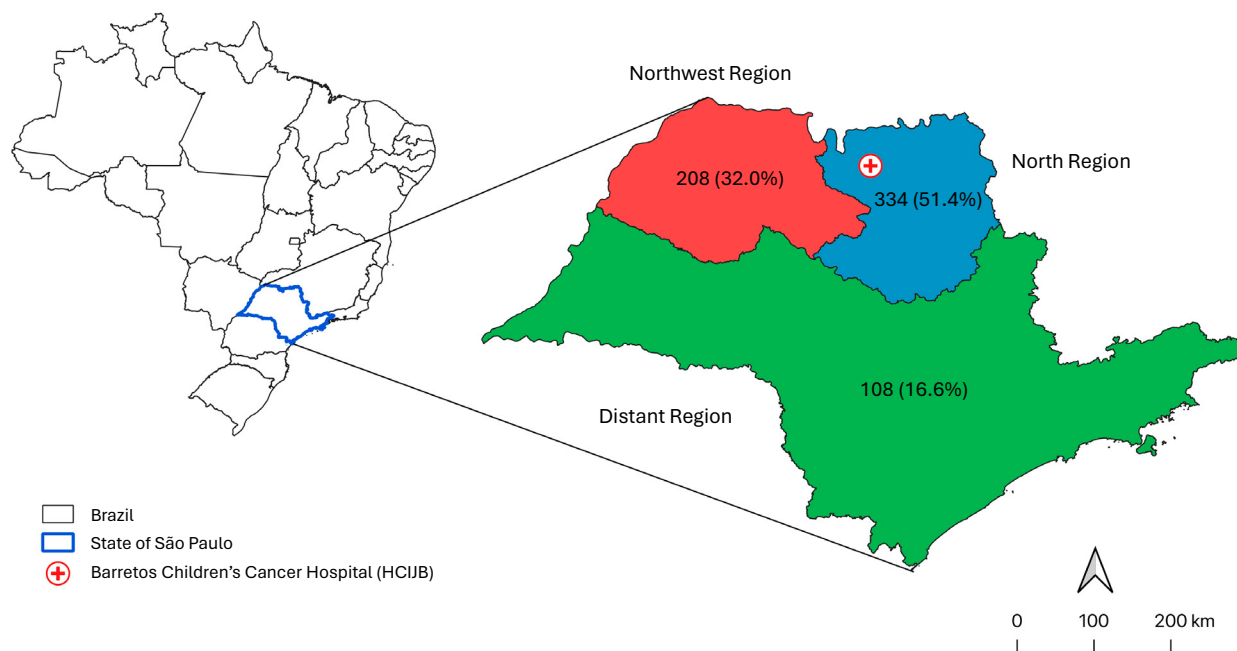 Northwest Region
North Region
208 (32.0%)
334 (51.4%)
108 (16.6%)
Distant Region
Brazil
State of São Paulo
Barretos Children’s Cancer Hospital (HCIJB)
0 100 200 km